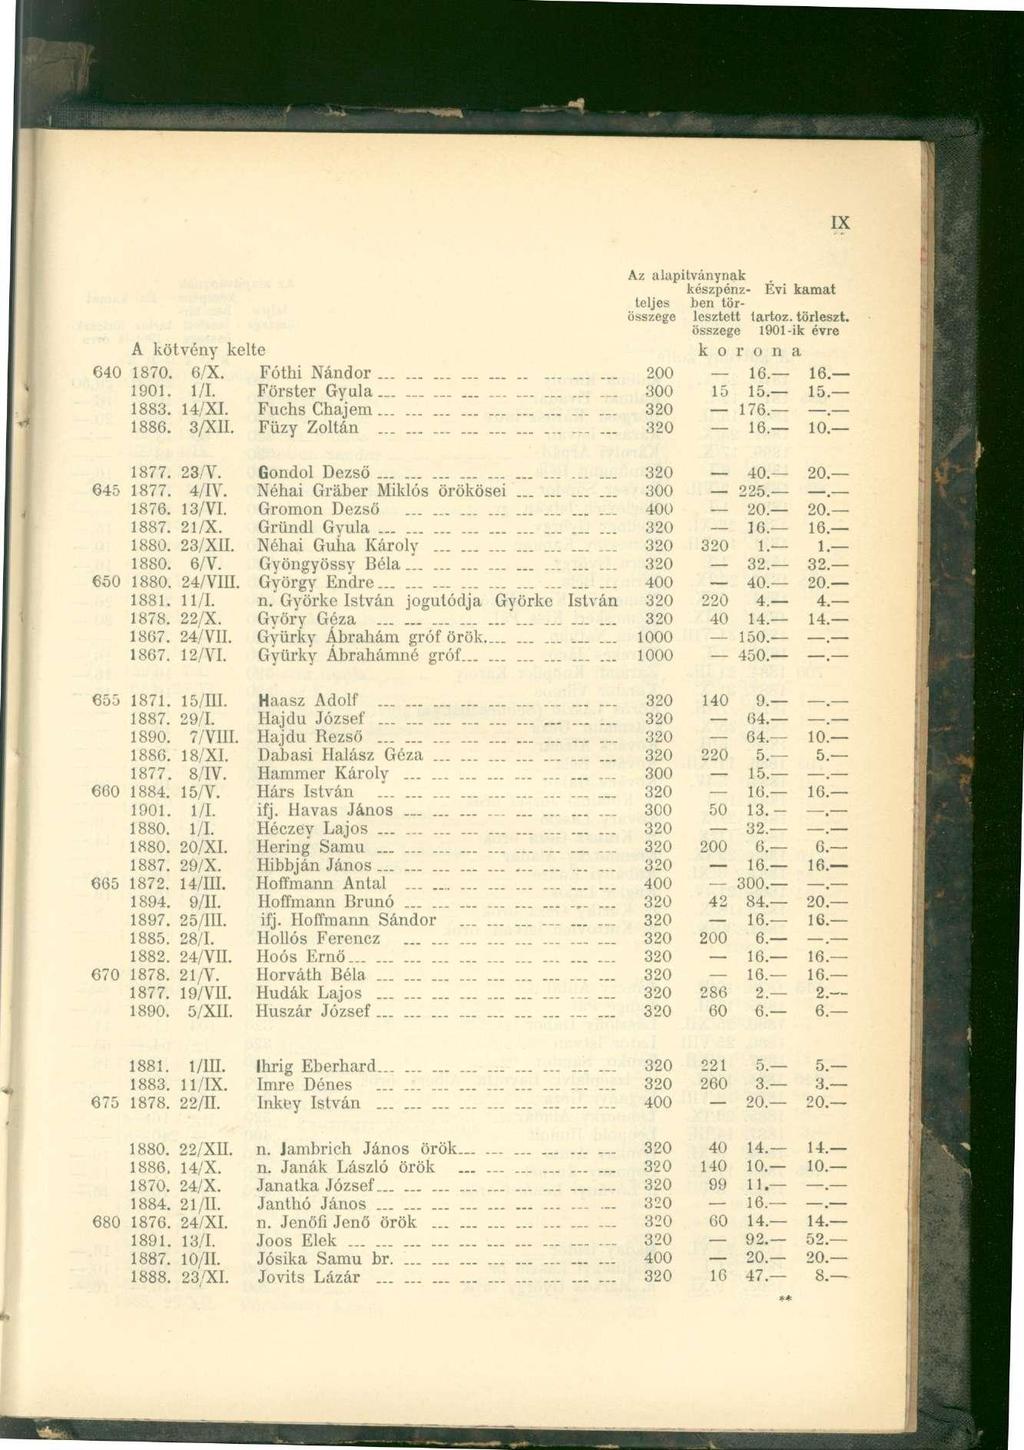 IX
Az alapitványnak
készpénz- Évi kamat
teljes ben tör-
összege lesztett tartoz. törleszt.
összege 1901-ik évre
A kötvény kelte k o r o n a
640 1870. 6/X. Fóthi Nándor 200 — 16.— 16.—
1901. 1/I. Förster Gyula 300 15 15.— 15.—
1883. 14/XI. Fuchs Chajem 320 — 176.— —.—
1886. 3/XII. Füzy Zoltán 320 — 16.— 10.—
1877. 23/V. Gondol Dezső 320 — 40.— 20.—
645 1877. 4/IV. Néhai Gräber Miklós örökösei 300 — 225.— —.—
1876. 13/VI. Gromon Dezső 400 — 20.— 20.—
1887. 21/X. Gründl Gyula 320 — 16.— 16.—
1880. 23/XII. Néhai Guha Károly 320 320 1.— 1.—
1880. 6/V. Gyöngyössy Béla 320 — 32.— 32.—
650 1880. 24/VIII. György Endre 400 — 40.— 20.—
1881. 11/I. n. Györke István jogutódja Györke István 320 220 4.— 4.—
1878. 22/X. Győry Géza 320 40 14.— 14.—
1867. 24/VII. Gyürky Ábrahám gróf örök. 1000 — 150.— —.—
1867. 12/VI. Gyürky Ábrahámné gróf 1000 — 450.— —.—
655 1871. 15/III. Haasz Adolf 320 140 9.— —.—
1887. 29/I. Hajdu József 320 — 64.— —.—
1890. 7/VIII. Hajdu Rezső 320 — 64.— 10.—
1886. 18/XI. Dabasi Halász Géza 320 220 5.— 5.—
1877. 8/IV. Hammer Károly 300 — 15.— —.—
660 1884. 15/V. Hárs István 320 — 16.— 16.—
1901. 1/I. ifj. Havas János 300 50 13.— —.—
1880. 1/I. Héczey Lajos 320 — 32.— —.—
1880. 20/XI. Hering Samu 320 200 6.— 6.—
1887. 29/X. Hibbján János 320 — 16.— 16.—
665 1872. 14/III. Hoffmann Antal 400 — 300.— —.—
1894. 9/II. Hoffmann Brunó 320 42 84.— 20.—
1897. 25/III. ifj. Hoffmann Sándor 320 — 16.— 16.—
1885. 28/I. Hollós Ferencz 320 200 6.— —.—
1882. 24/VII. Hoós Ernő 320 — 16.— 16.—
670 1878. 21/V. Horváth Béla 320 — 16.— 16.—
1877. 19/VII. Hudák Lajos 320 286 2.— 2.—
1890. 5/XII. Huszár József 320 60 6.— 6.—
1881. 1/III. Ihrig Eberhard 320 221 5.— 5.—
1883. 11/IX. Imre Dénes 320 260 3.— 3.—
675 1878. 22/II. Inkey István 400 — 20.— 20.—
1880. 22/XII. n. Jambrich János örök. 320 40 14.— 14.—
1886. 14/X. n. Janák László örök 320 140 10.— 10.—
1870. 24/X. Janatka József 320 99 11.— —.—
1884. 21/II. Janthó János 320 — 16.— —.—
680 1876. 24/XI. n. Jenőfi Jenő örök 320 60 14.— 14.—
1891. 13/I. Joos Elek 320 — 92.— 52.—
1887. 10/II. Jósika Samu br. 400 — 20.— 20.—
1888. 23/XI. Jovits Lázár 320 16 47.— 8.—
**